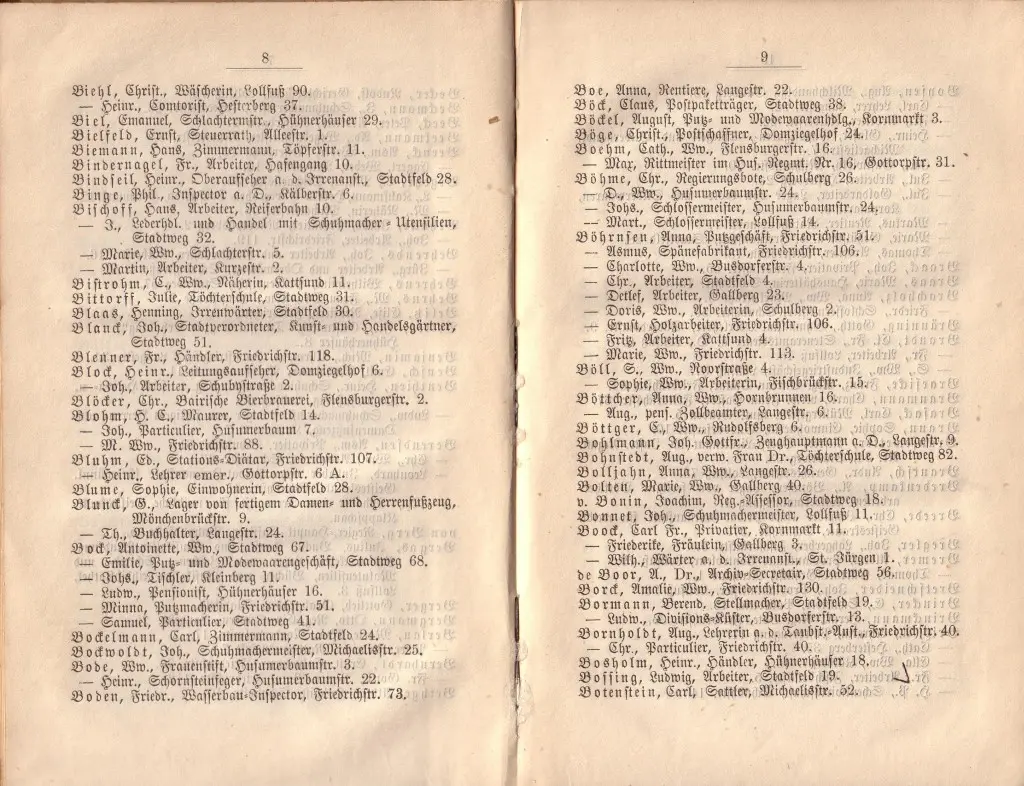 8
Biehl, Christ., Wäscherin, Lollfuß 90.
— Heinr., Comtorist, Hesterberg 37.
Biel, Emanuel, Schlachtermstr., Hühnerhäuser 29.
Bielfeld, Ernst, Steuerrath, Alleestr. 1.
Biemann, Hans, Zimmermann, Töpferstr. 11.
Bindernagel, Fr., Arbeiter, Hafengang 10.
Bindseil, Heinr., Oberaufseher a. d. Irrenanst., Stadtfeld 28.
Binge, Phil., Inspector a. D., Kälberstr. 6.
Bischoff, Hans, Arbeiter, Reiferbahn 10.
— J., Lederhdl. und Handel mit Schuhmacher-Utensilien,
Stadtweg 32.
— Marie, Ww., Schlachterstr. 5.
— Martin, Arbeiter, Kurzestr. 2.
Bistrohm, C., Ww., Näherin, Kattsund 11.
Bittorff, Julie, Töchterschule, Stadtweg 31.
Blaas, Henning, Irrenwärter, Stadtfeld 30.
Blanck, Joh., Stadtverordneter, Kunst- und Handelsgärtner,
Stadtweg 51.
Blenner, Fr., Händler, Friedrichstr. 118.
Block, Heinr., Leitungsaufseher, Domziegelhof 6.
— Joh., Arbeiter, Schubystraße 2.
Blöcker, Chr., Bairische Bierbrauerei, Flensburgerstr. 2.
Blohm, H. C., Maurer, Stadtfeld 14.
— Joh., Particulier, Husumerbaum 7.
— M. Ww., Friedrichstr. 88.
Bluhm, Ed., Stations-Diätar, Friedrichstr. 107.
— Heinr., Lehrer emer., Gottorpstr. 6 A.
Blume, Sophie, Einwohnerin, Stadtfeld 28.
Blunck, G., Lager von fertigem Damen- und Herrenfußzeug,
Mönchenbrückstr. 9.
— Th., Buchhalter, Langestr. 24.
Bock, Antoinette, Ww., Stadtweg 67.
— Emilie, Putz- und Modewaarengeschäft, Stadtweg 68.
— Johs., Tischler, Kleinberg 11.
— Ludw., Pensionist, Hühnerhäuser 16.
— Minna, Putzmacherin, Friedrichstr. 51.
— Samuel, Particulier, Stadtweg 41.
Bockelmann, Carl, Zimmermann, Stadtfeld 24.
Bockwoldt, Joh., Schuhmachermeister, Michaelisstr. 25.
Bode, Ww., Frauenstift, Husumerbaumstr. 3.
— Heinr., Schornsteinfeger, Husumerbaumstr. 22.
Boden, Friedr., Wasserbau-Inspector, Friedrichstr. 73.
9
Boe, Anna, Rentiere, Langestr. 22.
Böck, Claus, Postpaketträger, Stadtweg 38.
Böckel, August, Putz- und Modewaarenhdlg., Kornmarkt 3.
Böge, Christ., Postschaffner, Domziegelhof 24.
Boehm, Cath., Ww., Flensburgerstr. 16.
— Max, Rittmeister im Hus. Regmt. Nr. 16, Gottorpstr. 31.
Böhme, Chr., Regierungsbote, Schulberg 26.
— D., Ww., Husumerbaumstr. 24.
— Johs., Schlossermeister, Husumerbaumstr. 24.
— Mart., Schlossermeister, Lollfuß 14.
Böhrnsen, Anna, Putzgeschäft, Friedrichstr. 51.
— Asmus, Spänefabrikant, Friedrichstr. 106.
— Charlotte, Ww., Busdorferstr. 4.
— Chr., Arbeiter, Stadtfeld 4.
— Detlef, Arbeiter, Gallberg 23.
— Doris, Ww., Arbeiterin, Schulberg 2.
— Ernst, Holzarbeiter, Friedrichstr. 106.
— Fritz, Arbeiter, Kattsund 4.
— Marie, Ww., Friedrichstr. 113.
Böll, S., Ww., Noorstraße 4.
— Sophie, Ww., Arbeiterin, Fischbrückstr. 15.
Böttcher, Anna, Ww., Hornbrunnen 16.
— Aug., pens. Zollbeamter, Langestr. 6.
Böttger, C., Ww., Rudolfsberg 6.
Bohlmann, Joh. Gottfr., Zeughauptmann a. D., Langestr. 9.
Bohnstedt, Aug., verw. Frau Dr., Töchterschule, Stadtweg 82.
Bolljahn, Anna, Ww., Langestr. 26.
Bolten, Marie, Ww., Gallberg 40.
v. Bonin, Joachim, Reg.-Assessor, Stadtweg 18.
Bonnet, Joh., Schuhmachermeister, Lollfuß 11.
Boock, Carl Fr., Privatier, Kornmarkt 11.
— Friederike, Fräulein, Gallberg 3.
— Wilh., Wärter a. d. Irrenanst., St. Jürgen 1.
de Boor, A., Dr., Archiv-Secretair, Stadtweg 56.
Borck, Amalie, Ww., Friedrichstr. 130.
Bormann, Berend, Stellmacher, Stadtfeld 19.
— Ludw., Divisions-Küster, Busdorferstr. 13.
Bornholdt, Aug., Lehrerin a. d. Taubst.-Anst., Friedrichstr. 40.
— Chr., Particulier, Friedrichstr. 40.
Bosholm, Heinr., Händler, Hühnerhäuser 18.
Bossing, Ludwig, Arbeiter, Stadtfeld 19.
Botenstein, Carl, Sattler, Michaelisstr. 52.